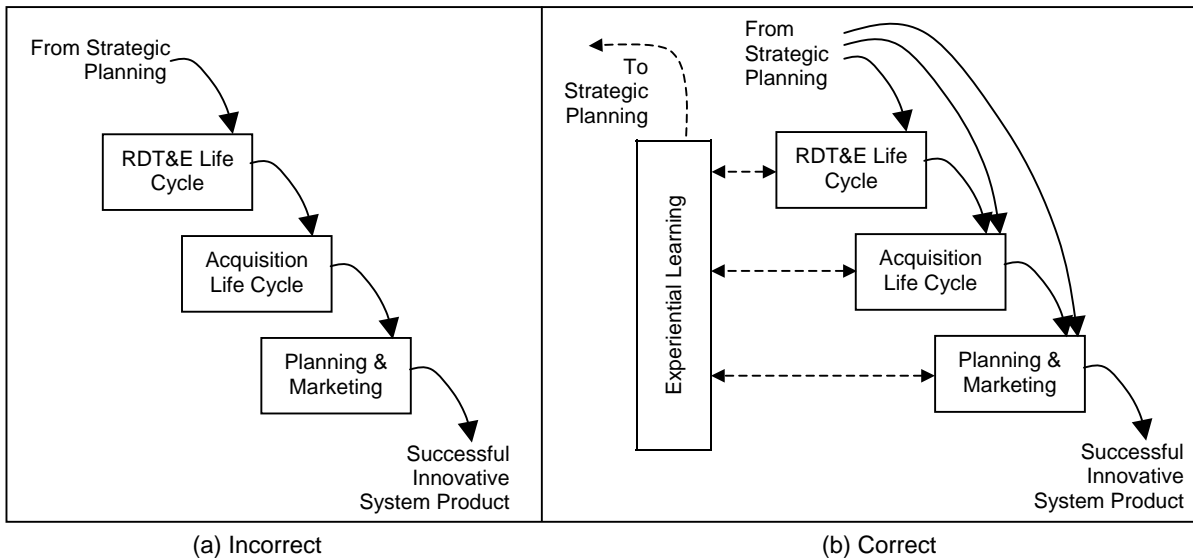 From Strategic
Planning
RDT&E Life
Cycle
Acquisition
Life Cycle
Planning &
Marketing
Successful
Innovative
System Product
(a) Incorrect
To
Strategic
Planning
From
Strategic
Planning
Experiential Learning
RDT&E Life
Cycle
Acquisition
Life Cycle
Planning &
Marketing
Successful
Innovative
System Product
(b) Correct